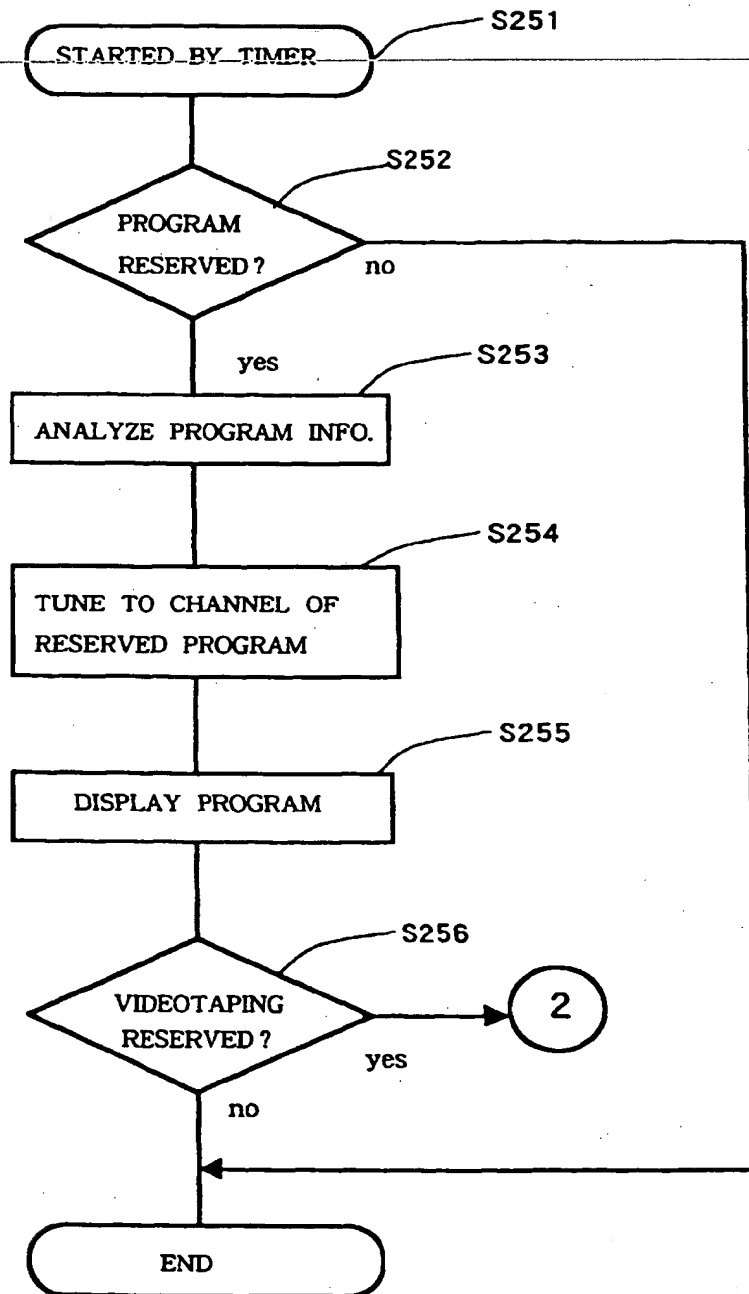 S251
STARTED BY TIMER
S252
PROGRAM
RESERVED?
no
yes
S253
ANALYZE PROGRAM INFO.
S254
TUNE TO CHANNEL OF
RESERVED PROGRAM
S255
DISPLAY PROGRAM
S256
VIDEOTAPING
RESERVED?
2
yes
no
END